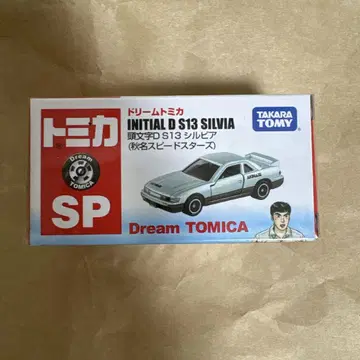 トミカ
Dream
TOMICA
SP
ドリームトミカ
INITIAL D S13 SILVIA
頭文字D S13 シルビア
(秋名スピードスターズ)
TAKARA
TOMY
Dream TOMICA